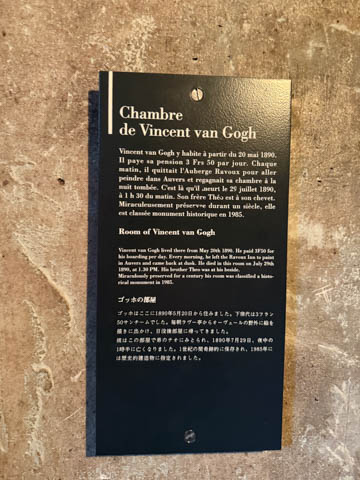 Chambre
de Vincent van Gogh
Vincent van Gogh y habite à partir du 20 mai 1890.
Il paye sa pension 3 Frs 50 par jour. Chaque
matin, il quittait l'Auberge Ravoux pour aller
peindre dans Auvers et regagnait sa chambre à la
nuit tombée. C'est là qu'il meurt le 29 juillet 1890,
à 1 h 30 du matin. Son frère Théo est à son chevet.
Miraculeusement préservée durant un siècle, elle
est classée monument historique en 1985.
Room of Vincent van Gogh
Vincent van Gogh lived there from May 20th 1890. He paid 3F50 for
his boarding per day. Every morning, he left the Ravoux Inn to paint
in Auvers and came back at dusk. He died in this room on July 29th
1890, at 1.30 PM. His brother Theo was at his beside.
Miraculously preserved for a century his room was classified a histo-
rical monument in 1985.
ゴッホの部屋
ゴッホはここに1890年5月20日から住みました。下宿代は3フラン
50サンチームでした。毎朝ラヴー亭からオーヴェールの野外に絵を
描きに出かけ、日没後部屋に帰ってきました。
彼はこの部屋で弟のテオにみとられ、1890年7月29日、夜中の
1時半に亡くなりました。1世紀の間奇跡的に保存され、1985年に
は歴史的建造物に指定されました。